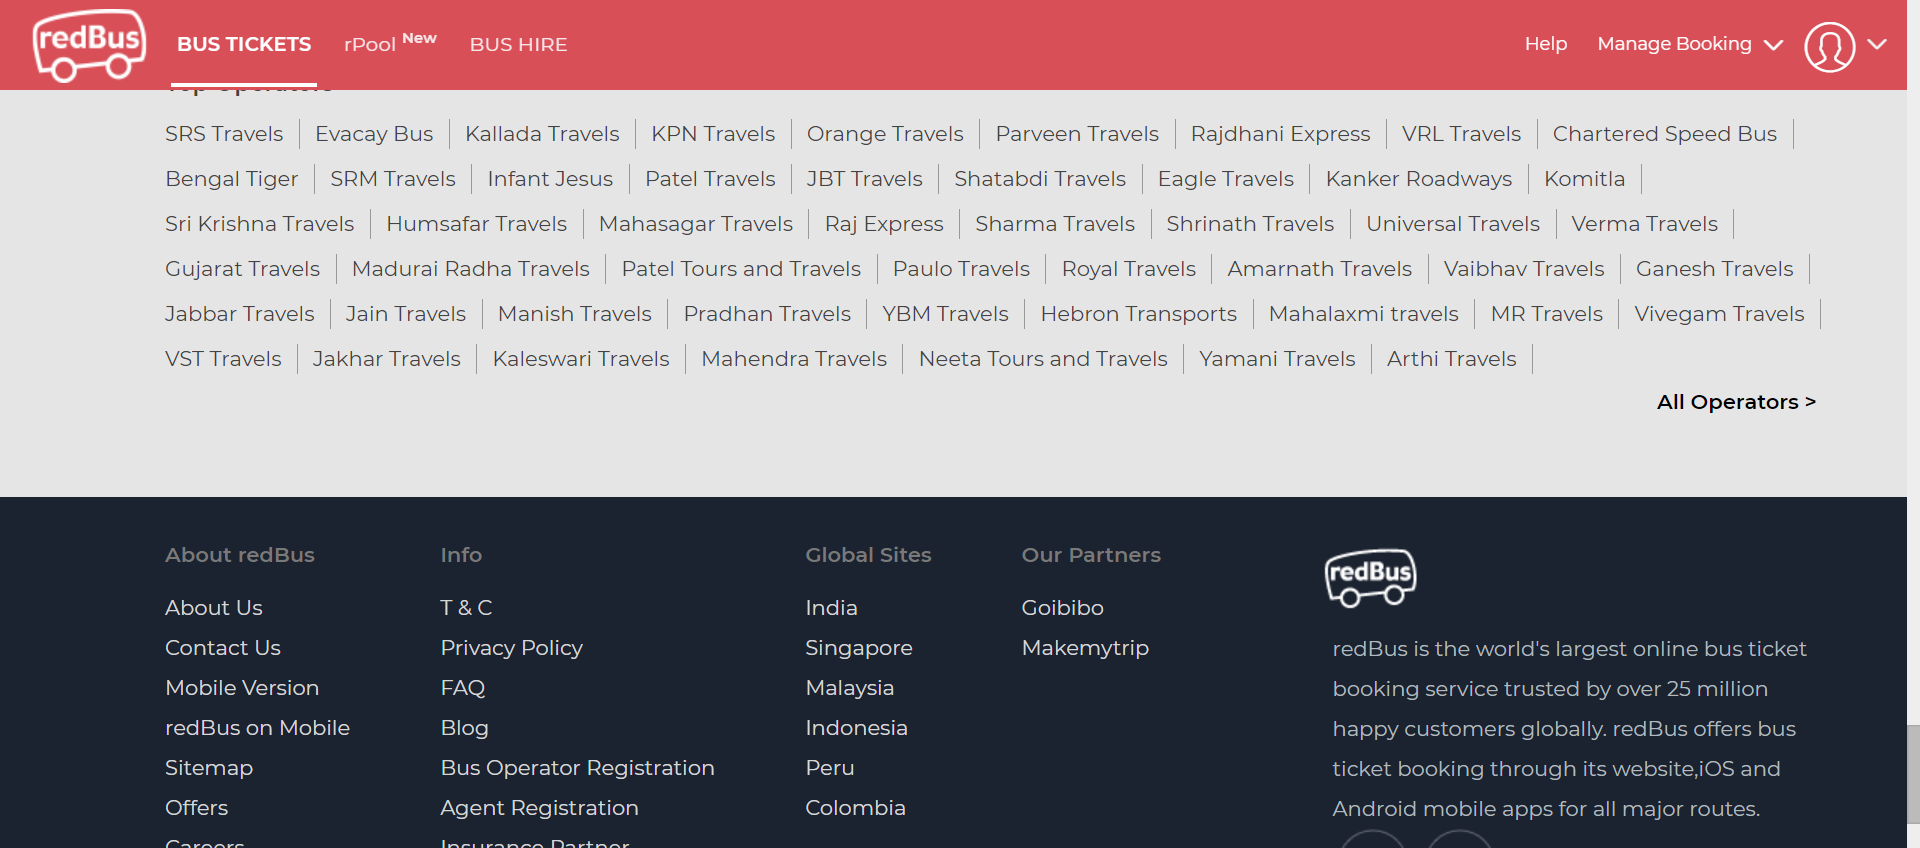 redBus BUS TICKETS rPool New BUS HIRE Help Manage Booking
Top Operators
SRS Travels Evacay Bus Kallada Travels KPN Travels Orange Travels Parveen Travels Rajdhani Express VRL Travels Chartered Speed Bus
Bengal Tiger SRM Travels Infant Jesus Patel Travels JBT Travels Shatabdi Travels Eagle Travels Kanker Roadways Komitla
Sri Krishna Travels Humsafar Travels Mahasagar Travels Raj Express Sharma Travels Shrinath Travels Universal Travels Verma Travels
Gujarat Travels Madurai Radha Travels Patel Tours and Travels Paulo Travels Royal Travels Amarnath Travels Vaibhav Travels Ganesh Travels
Jabbar Travels Jain Travels Manish Travels Pradhan Travels YBM Travels Hebron Transports Mahalaxmi travels MR Travels Vivegam Travels
VST Travels Jakhar Travels Kaleswari Travels Mahendra Travels Neeta Tours and Travels Yamani Travels Arthi Travels
All Operators >
About redBus
About Us
Contact Us
Mobile Version
redBus on Mobile
Sitemap
Offers
Careers
Info
T & C
Privacy Policy
FAQ
Blog
Bus Operator Registration
Agent Registration
Insurance Partner
Global Sites
India
Singapore
Malaysia
Indonesia
Peru
Colombia
Our Partners
Goibibo
Makemytrip
redBus
redBus is the world's largest online bus ticket
booking service trusted by over 25 million
happy customers globally. redBus offers bus
ticket booking through its website,iOS and
Android mobile apps for all major routes.